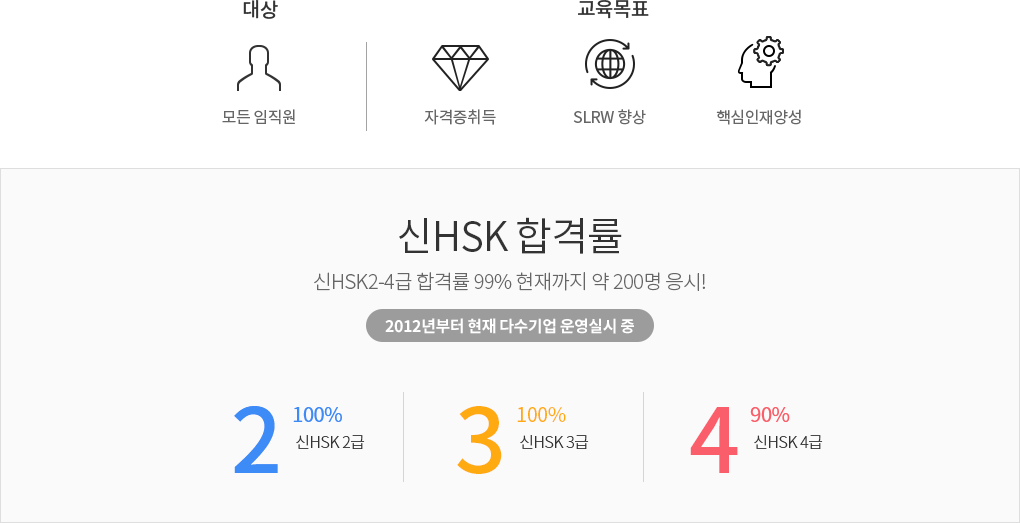 대상
교육목표
모든 임직원
자격증취득
SLRW 향상
핵심인재양성
신HSK 합격률
신HSK2-4급 합격률 99% 현재까지 약 200명 응시!
2012년부터 현재 다수기업 운영실시 중
2
100%
신HSK 2급
3
100%
신HSK 3급
4
90%
신HSK 4급